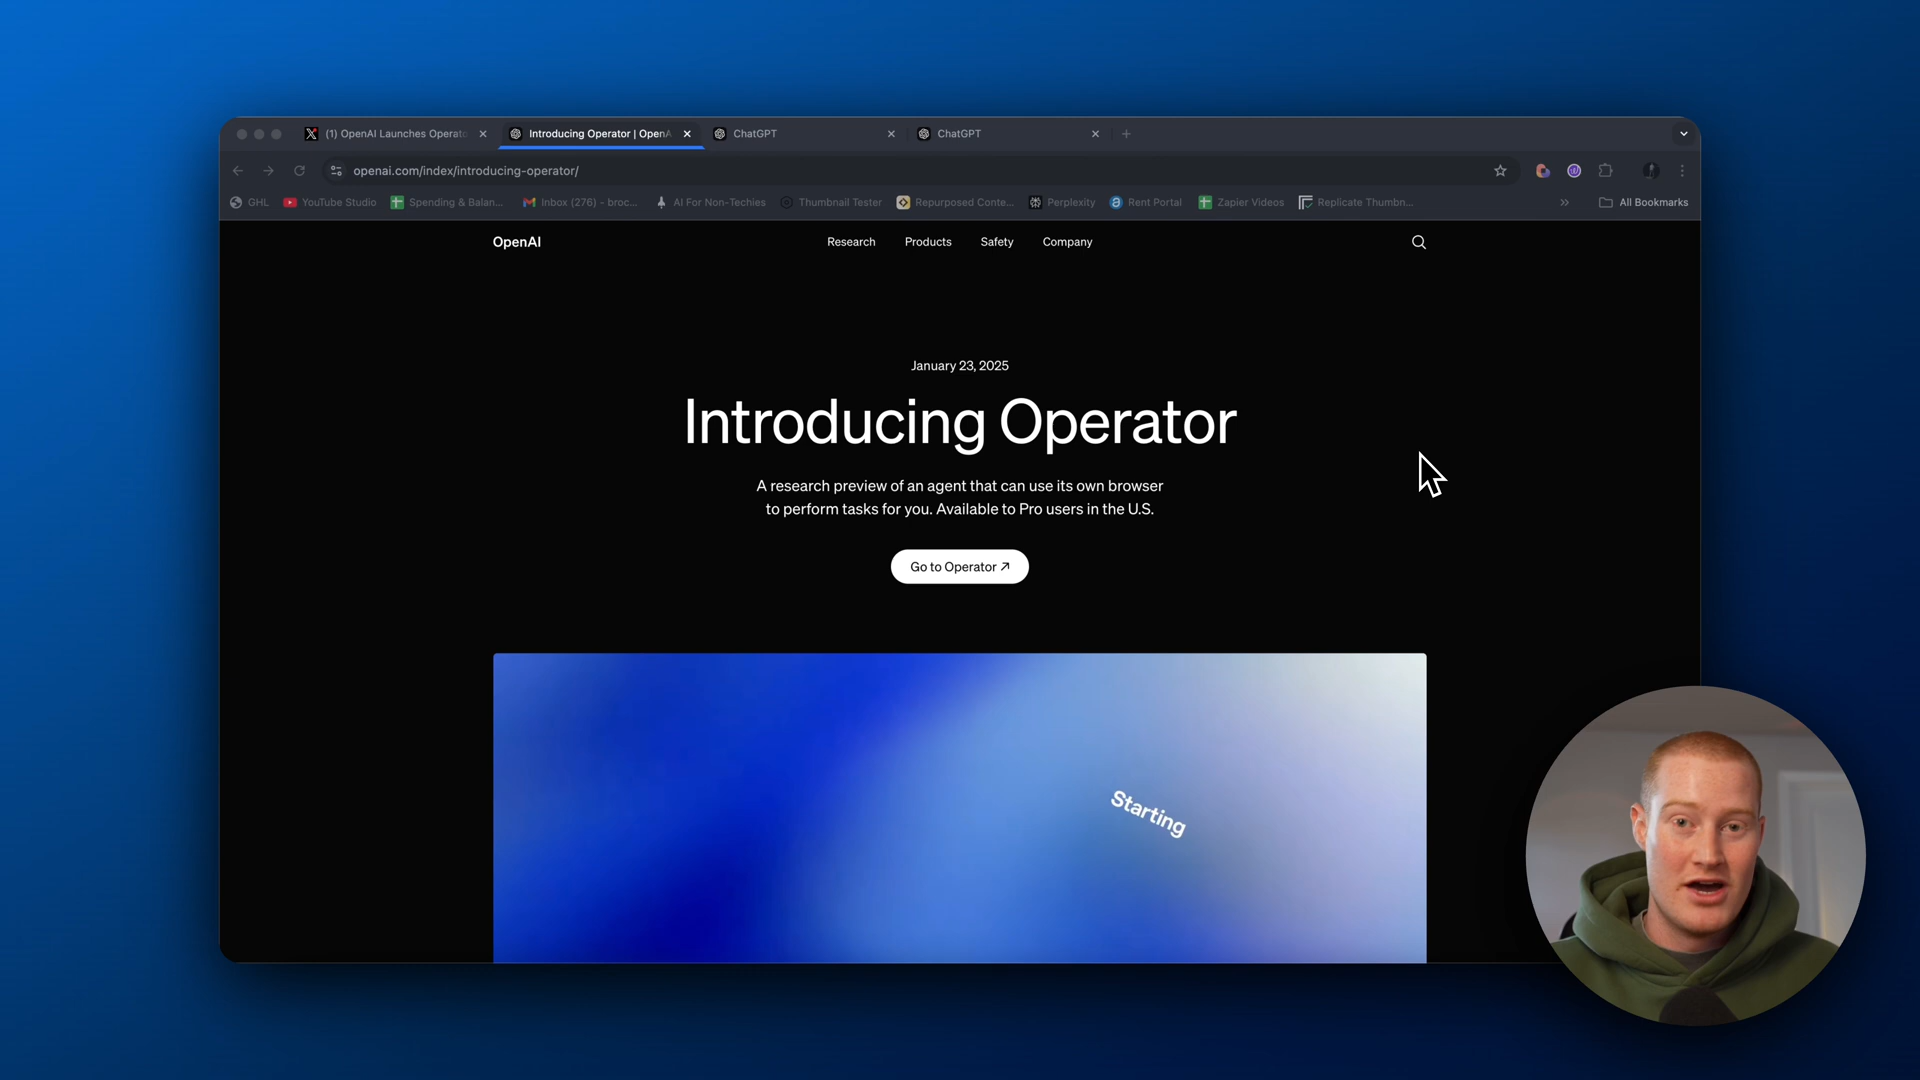 (1) OpenAI Launches Operato
Introducing Operator | OpenA
ChatGPT
ChatGPT
openai.com/index/introducing-operator/
GHL
YouTube Studio
Spending & Balan...
Inbox (276) - broc...
AI For Non-Techies
Thumbnail Tester
Repurposed Conte...
Perplexity
Rent Portal
Zapier Videos
Replicate Thumbn...
All Bookmarks
OpenAI
Research
Products
Safety
Company
January 23, 2025
Introducing Operator
A research preview of an agent that can use its own browser
to perform tasks for you. Available to Pro users in the U.S.
Go to Operator ↗
Starting